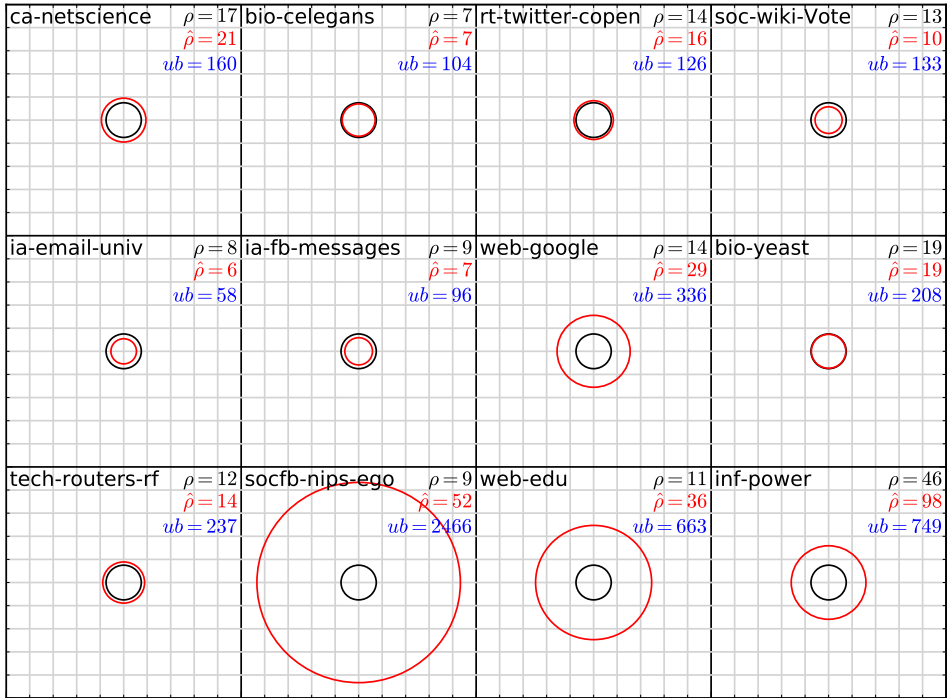 ca-netscience ρ = 17
ρ̂ = 21
ub = 160
bio-celegans ρ = 7
ρ̂ = 7
ub = 104
rt-twitter-copen ρ = 14
ρ̂ = 16
ub = 126
soc-wiki-Vote ρ = 13
ρ̂ = 10
ub = 133
ia-email-univ ρ = 8
ρ̂ = 6
ub = 58
ia-fb-messages ρ = 9
ρ̂ = 7
ub = 96
web-google ρ = 14
ρ̂ = 29
ub = 336
bio-yeast ρ = 19
ρ̂ = 19
ub = 208
tech-routers-rf ρ = 12
ρ̂ = 14
ub = 237
socfb-nips-ego ρ = 9
ρ̂ = 52
ub = 2466
web-edu ρ = 11
ρ̂ = 36
ub = 663
inf-power ρ = 46
ρ̂ = 98
ub = 749